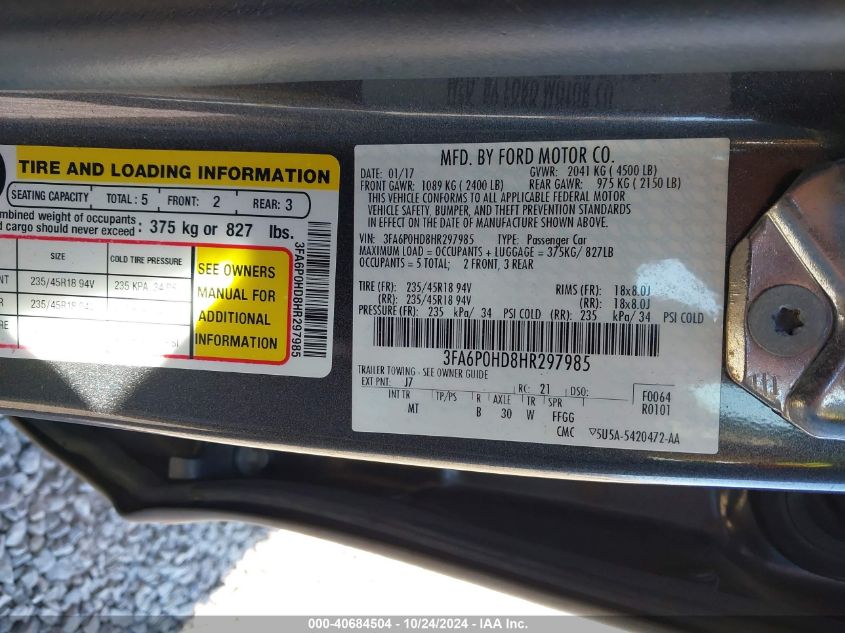 TIRE AND LOADING INFORMATION
SEATING CAPACITY TOTAL: 5 FRONT: 2 REAR: 3
combined weight of occupants
cargo should never exceed: 375 kg or 827 lbs.
SIZE COLD TIRE PRESSURE
235/45R18 94V 235 KPA, 34
235/45R18
SEE OWNERS
MANUAL FOR
ADDITIONAL
INFORMATION
3FA6P0HD8HR297985
MFD. BY FORD MOTOR CO.
DATE: 01/17 GVWR: 2041 KG ( 4500 LB)
FRONT GAWR: 1089 KG ( 2400 LB) REAR GAWR: 975 KG ( 2150 LB)
THIS VEHICLE CONFORMS TO ALL APPLICABLE FEDERAL MOTOR
VEHICLE SAFETY, BUMPER, AND THEFT PREVENTION STANDARDS
IN EFFECT ON THE DATE OF MANUFACTURE SHOWN ABOVE.
VIN: 3FA6P0HD8HR297985 TYPE: Passenger Car
MAXIMUM LOAD = OCCUPANTS + LUGGAGE = 375KG/ 827LB
OCCUPANTS = 5 TOTAL; 2 FRONT, 3 REAR
TIRE (FR): 235/45R18 94V RIMS (FR): 18x8.0J
(RR): 235/45R18 94V (RR): 18x8.0J
PRESSURE (FR): 235 kPa/ 34 PSI COLD (RR): 235 kPa/ 34 PSI COLD
3FA6P0HD8HR297985
TRAILER TOWING - SEE OWNER GUIDE
EXT PNT: J7 RC: 21 DSO: F0064
INT TR TP/PS R AXLE TR SPR R0101
MT B 30 W FFGG
CMC ▽5USA-5420472-AA
000-40684504 - 10/24/2024 - IAA Inc.